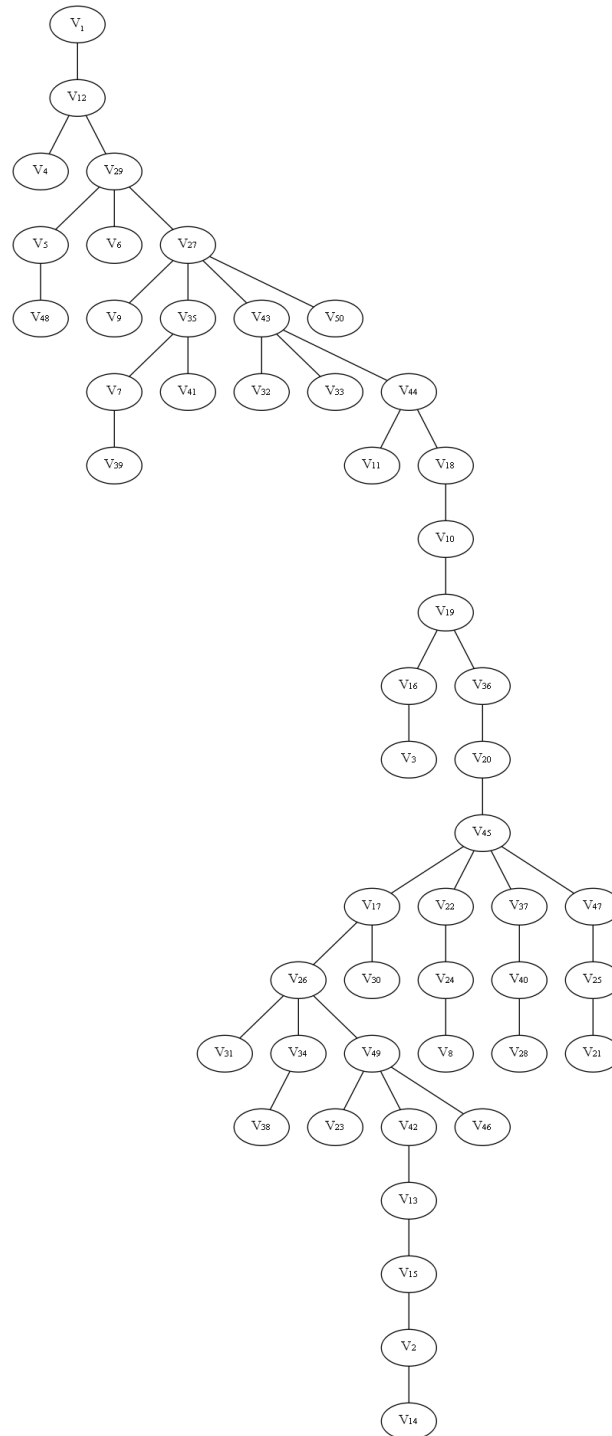 V₁
V₁₂
V₄ V₂₉
V₅ V₆ V₂₇
V₄₈ V₉ V₃₅ V₄₃ V₅₀
V₇ V₄₁ V₃₂ V₃₃ V₄₄
V₃₉ V₁₁ V₁₈
V₁₀
V₁₉
V₁₆ V₃₆
V₃ V₂₀
V₄₅
V₁₇ V₂₂ V₃₇ V₄₇
V₂₆ V₃₀ V₂₄ V₄₀ V₂₅
V₃₁ V₃₄ V₄₉ V₈ V₂₈ V₂₁
V₃₈ V₂₃ V₄₂ V₄₆
V₁₃
V₁₅
V₂
V₁₄